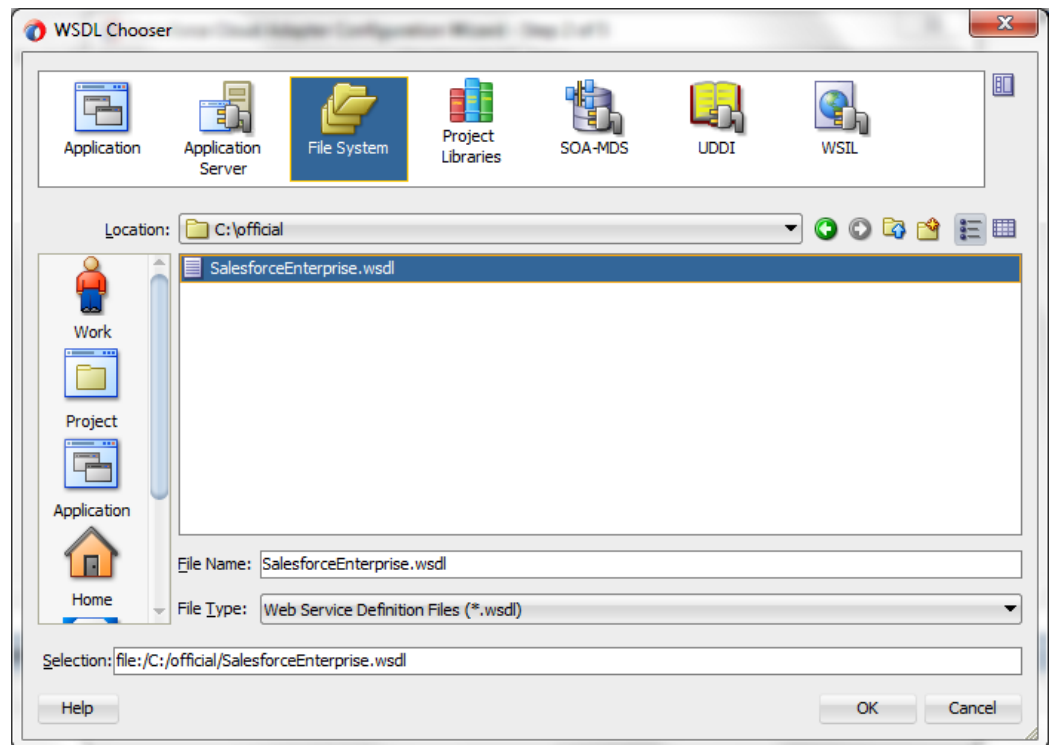 WSDL Chooser
Application
Application Server
File System
Project Libraries
SOA-MDS
UDDI
WSIL
Location:
C:\official
Work
Project
Application
Home
SalesforceEnterprise.wsdl
File Name: SalesforceEnterprise.wsdl
File Type: Web Service Definition Files (*.wsdl)
Selection: file:/C:/official/SalesforceEnterprise.wsdl
Help
OK
Cancel